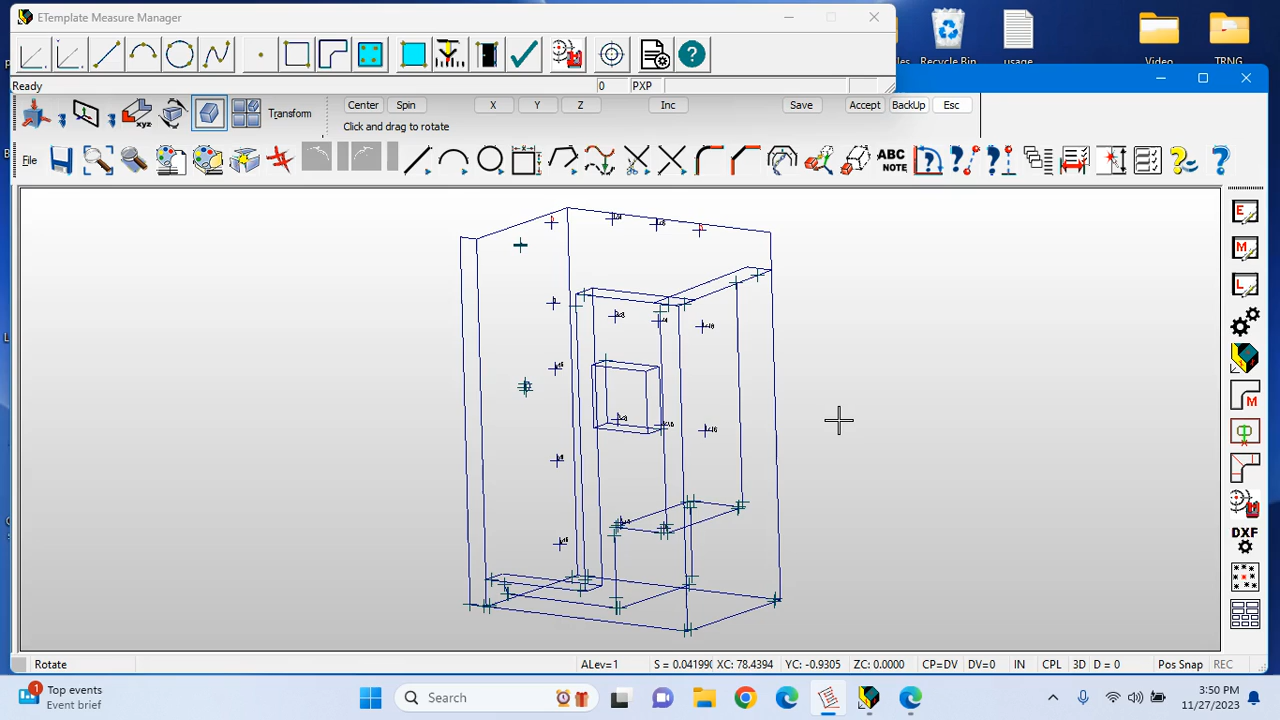 ETemplate Measure Manager
Recycle Bin
usage
Video
TRNG
Ready
0
PXP
Transform
Center
Spin
X
Y
Z
Inc
Save
Accept
BackUp
Esc
Click and drag to rotate
File
ABC
NOTE
E
M
L
M
DXF
Rotate
ALev=1
S = 0.04199(
XC: 78.4394
YC: -0.9305
ZC: 0.0000
CP=DV
DV=0
IN
CPL
3D
D = 0
Pos Snap
REC
1
Top events
Event brief
Search
3:50 PM
11/27/2023